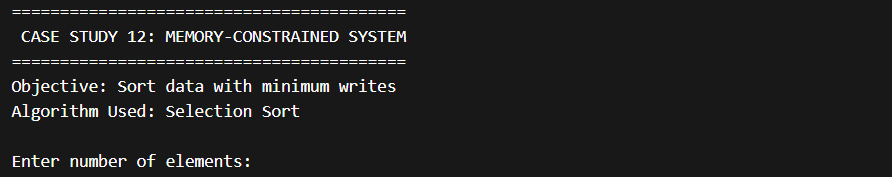 =========================================
CASE STUDY 12: MEMORY-CONSTRAINED SYSTEM
=========================================
Objective: Sort data with minimum writes
Algorithm Used: Selection Sort
Enter number of elements: